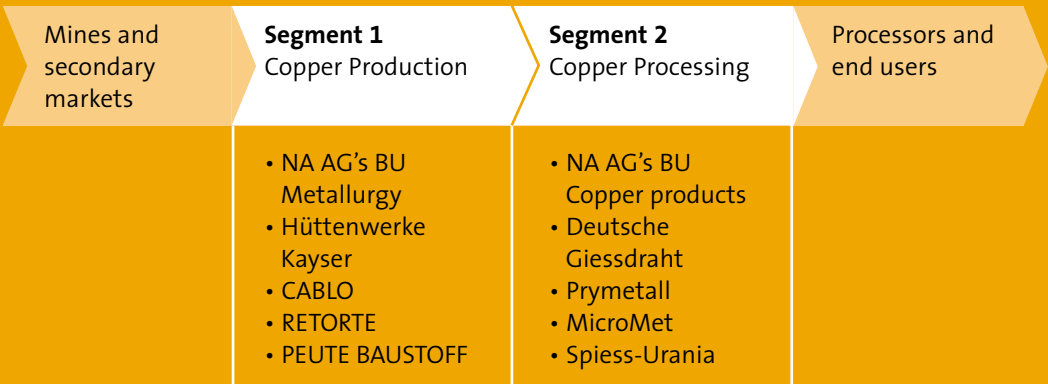 Mines and
secondary
markets
Segment 1
Copper Production
Segment 2
Copper Processing
Processors and
end users
• NA AG's BU
Metallurgy
• Hüttenwerke
Kayser
• CABLO
• RETORTE
• PEUTE BAUSTOFF
• NA AG's BU
Copper products
• Deutsche
Giessdraht
• Prymetall
• MicroMet
• Spiess-Urania